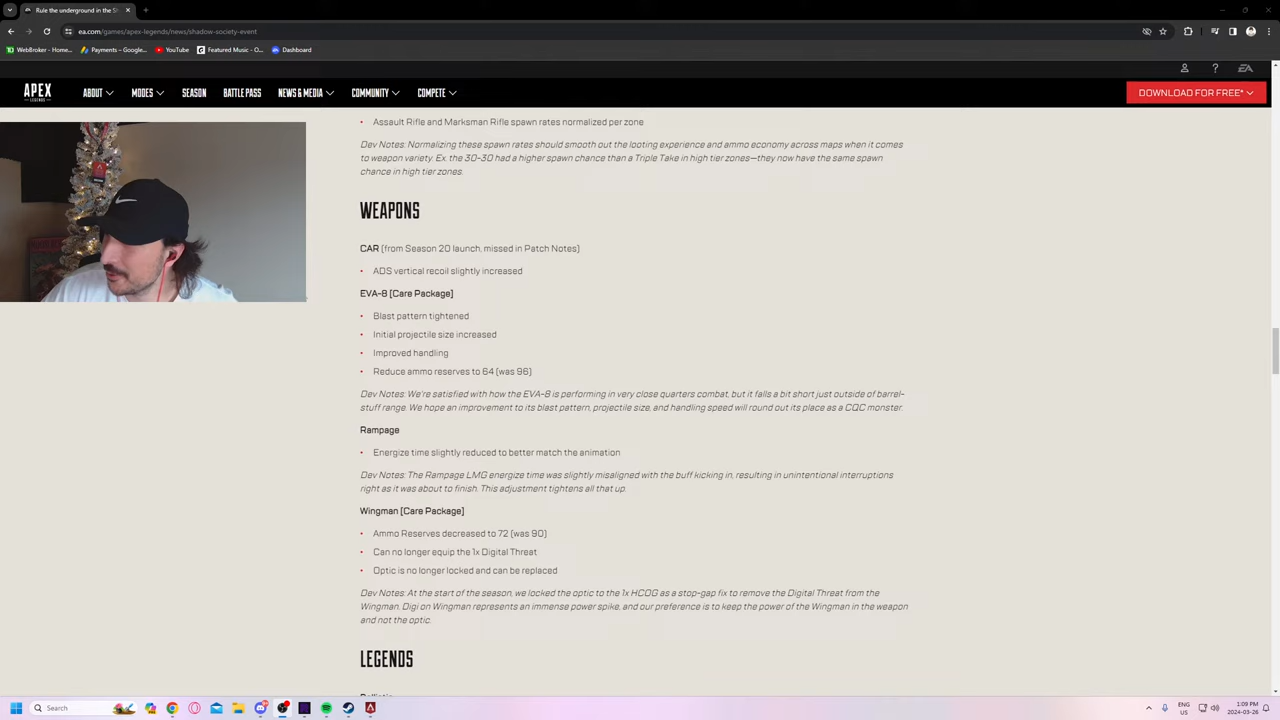 Rule the underground in the S
ea.com/games/apex-legends/news/shadow-society-event
WebBroker - Home...
Payments – Google...
YouTube
Featured Music - O...
Dashboard
EA
APEX
LEGENDS
ABOUT
MODES
SEASON
BATTLE PASS
NEWS & MEDIA
COMMUNITY
COMPETE
DOWNLOAD FOR FREE*
• Assault Rifle and Marksman Rifle spawn rates normalized per zone
Dev Notes: Normalizing these spawn rates should smooth out the looting experience and ammo economy across maps when it comes
to weapon variety. Ex. the 30-30 had a higher spawn chance than a Triple Take in high tier zones—they now have the same spawn
chance in high tier zones.
WEAPONS
CAR (from Season 20 launch, missed in Patch Notes)
• ADS vertical recoil slightly increased
EVA-8 [Care Package]
• Blast pattern tightened
• Initial projectile size increased
• Improved handling
• Reduce ammo reserves to 64 (was 96)
Dev Notes: We're satisfied with how the EVA-8 is performing in very close quarters combat, but it falls a bit short just outside of barrel-
stuff range. We hope an improvement to its blast pattern, projectile size, and handling speed will round out its place as a CQC monster.
Rampage
• Energize time slightly reduced to better match the animation
Dev Notes: The Rampage LMG energize time was slightly misaligned with the buff kicking in, resulting in unintentional interruptions
right as it was about to finish. This adjustment tightens all that up.
Wingman [Care Package]
• Ammo Reserves decreased to 72 (was 90)
• Can no longer equip the 1x Digital Threat
• Optic is no longer locked and can be replaced
Dev Notes: At the start of the season, we locked the optic to the 1x HCOG as a stop-gap fix to remove the Digital Threat from the
Wingman. Digi on Wingman represents an immense power spike, and our preference is to keep the power of the Wingman in the weapon
and not the optic.
LEGENDS
Search
ENG
US
1:09 PM
2024-03-26